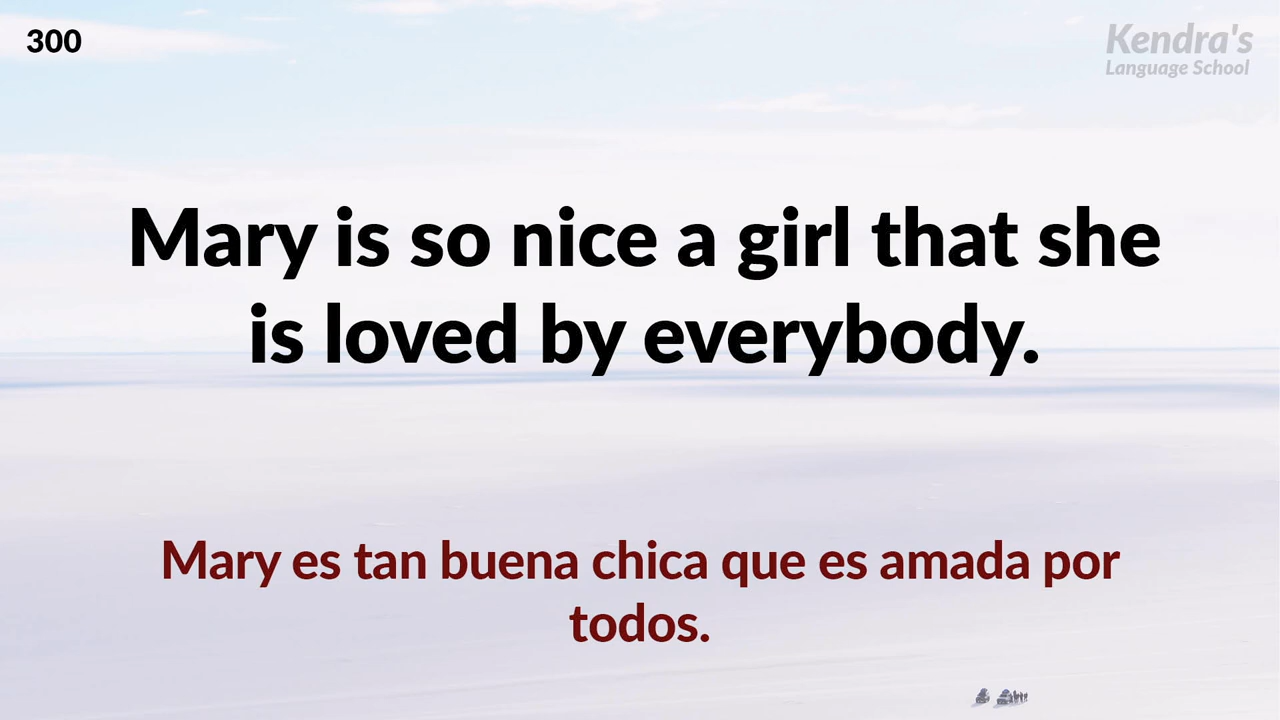 300
Kendra's
Language School
Mary is so nice a girl that she
is loved by everybody.
Mary es tan buena chica que es amada por
todos.